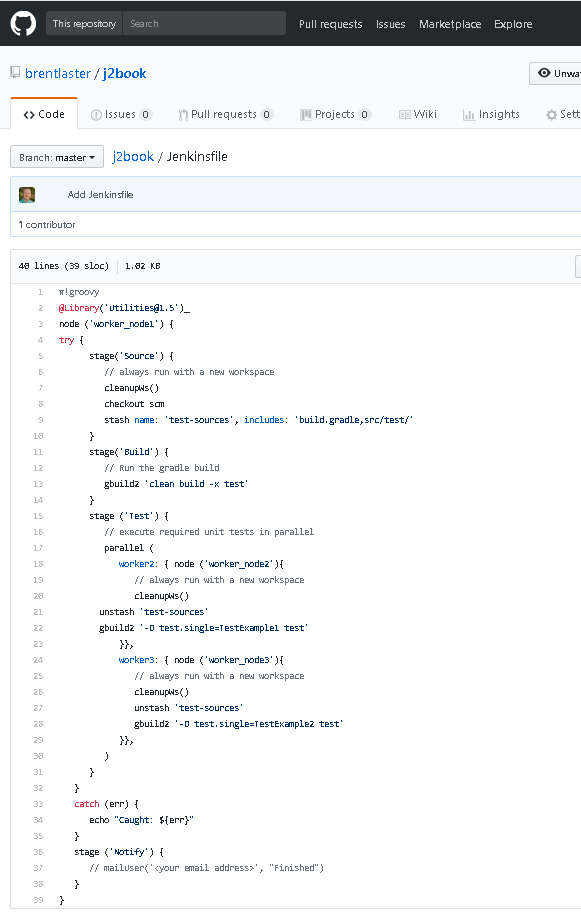 This repository Search Pull requests Issues Marketplace Explore
brentlaster / j2book Unwa
Code Issues 0 Pull requests 0 Projects 0 Wiki Insights Sett
Branch: master j2book / Jenkinsfile
Add Jenkinsfile
1 contributor
40 lines (39 sloc) 1.02 KB
1 #!groovy
2 @Library('Utilities@1.5')_
3 node ('worker_node1') {
4 try {
5 stage('Source') {
6 // always run with a new workspace
7 cleanupWs()
8 checkout scm
9 stash name: 'test-sources', includes: 'build.gradle,src/test/'
10 }
11 stage('Build') {
12 // Run the gradle build
13 gbuild2 'clean build -x test'
14 }
15 stage ('Test') {
16 // execute required unit tests in parallel
17 parallel (
18 worker2: { node ('worker_node2'){
19 // always run with a new workspace
20 cleanupWs()
21 unstash 'test-sources'
22 gbuild2 '-D test.single=TestExample1 test'
23 }},
24 worker3: { node ('worker_node3'){
25 // always run with a new workspace
26 cleanupWs()
27 unstash 'test-sources'
28 gbuild2 '-D test.single=TestExample2 test'
29 }},
30 )
31 }
32 }
33 catch (err) {
34 echo "Caught: ${err}"
35 }
36 stage ('Notify') {
37 // mailUser('<your email address>', "Finished")
38 }
39 }